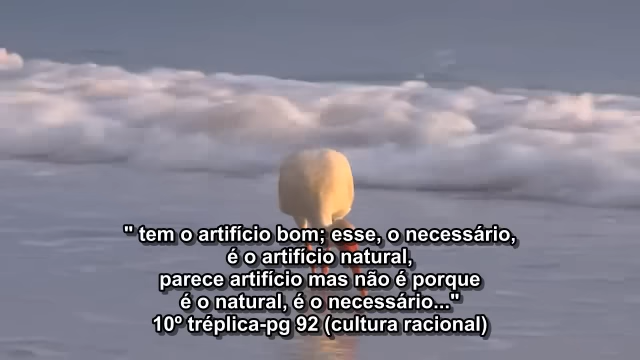 " tem o artifício bom; esse, o necessário,
é o artifício natural,
parece artifício mas não é porque
é o natural, é o necessário..."
10º tréplica-pg 92 (cultura racional)